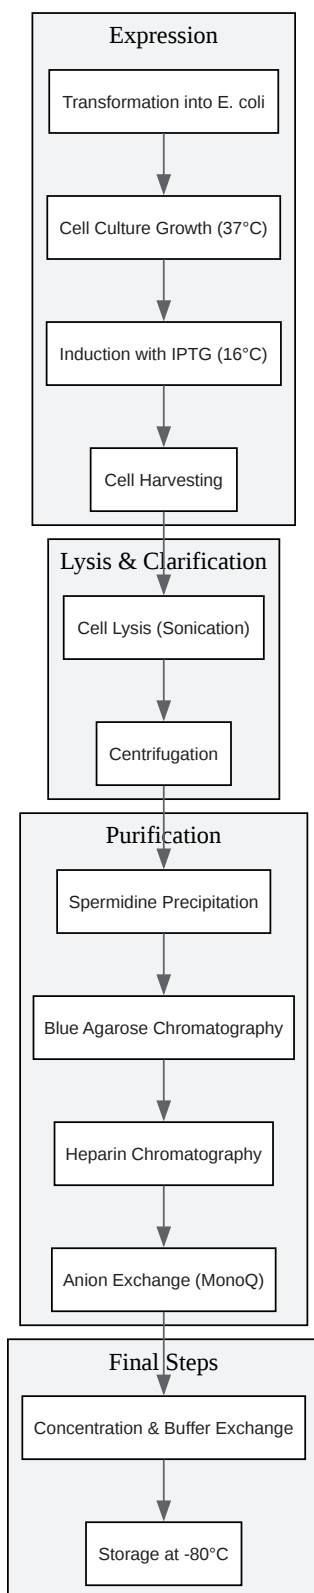 Expression
Transformation into E. coli
Cell Culture Growth (37°C)
Induction with IPTG (16°C)
Cell Harvesting
Lysis & Clarification
Cell Lysis (Sonication)
Centrifugation
Purification
Spermidine Precipitation
Blue Agarose Chromatography
Heparin Chromatography
Anion Exchange (MonoQ)
Final Steps
Concentration & Buffer Exchange
Storage at -80°C